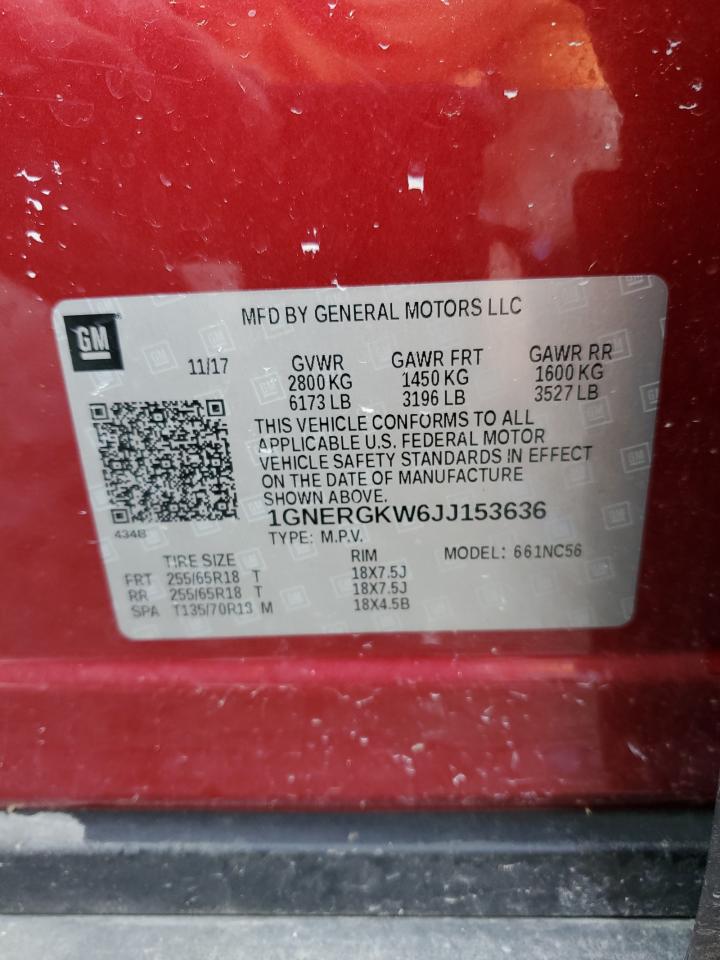 MFD BY GENERAL MOTORS LLC
GM
11/17 GVWR GAWR FRT GAWR RR
2800 KG 1450 KG 1600 KG
6173 LB 3196 LB 3527 LB
THIS VEHICLE CONFORMS TO ALL
APPLICABLE U.S. FEDERAL MOTOR
VEHICLE SAFETY STANDARDS IN EFFECT
ON THE DATE OF MANUFACTURE
SHOWN ABOVE.
1GNERGKW6JJ153636
434B
TYPE: M.P.V. MODEL: 661NC56
TIRE SIZE RIM
FRT 255/65R18 T 18X7.5J
RR 255/65R18 T 18X7.5J
SPA T135/70R13 M 18X4.5B